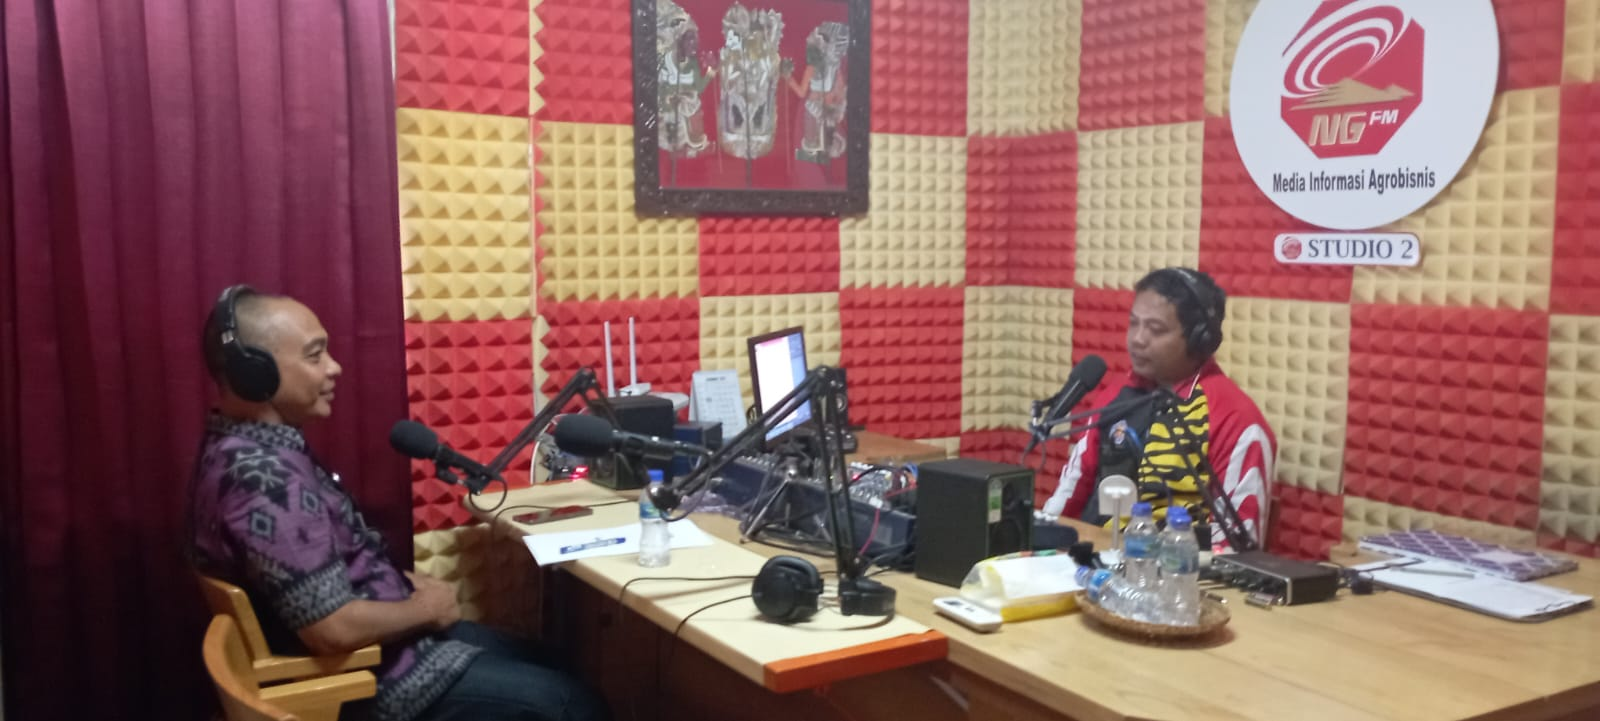 NG FM
Media Informasi Agrobisnis
STUDIO 2